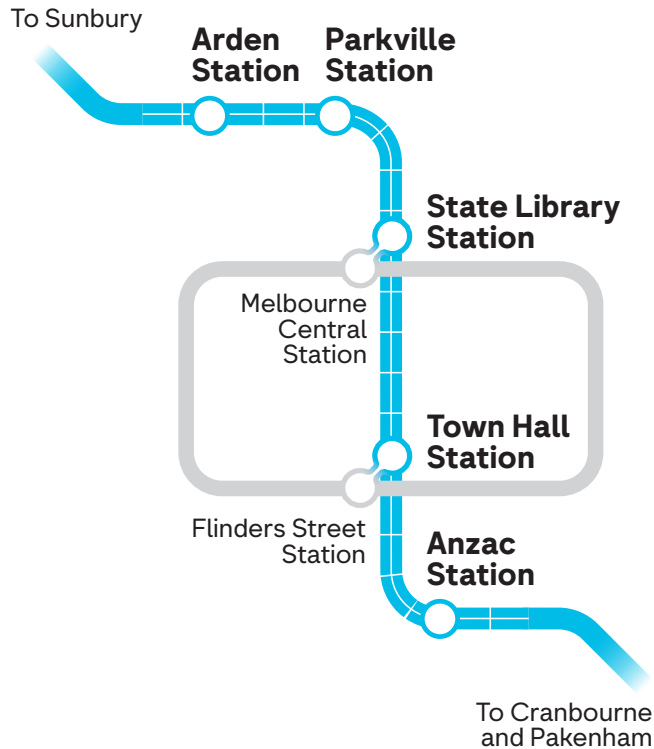 To Sunbury
Arden
Station
Parkville
Station
State Library
Station
Melbourne
Central
Station
Town Hall
Station
Flinders Street
Station
Anzac
Station
To Cranbourne
and Pakenham